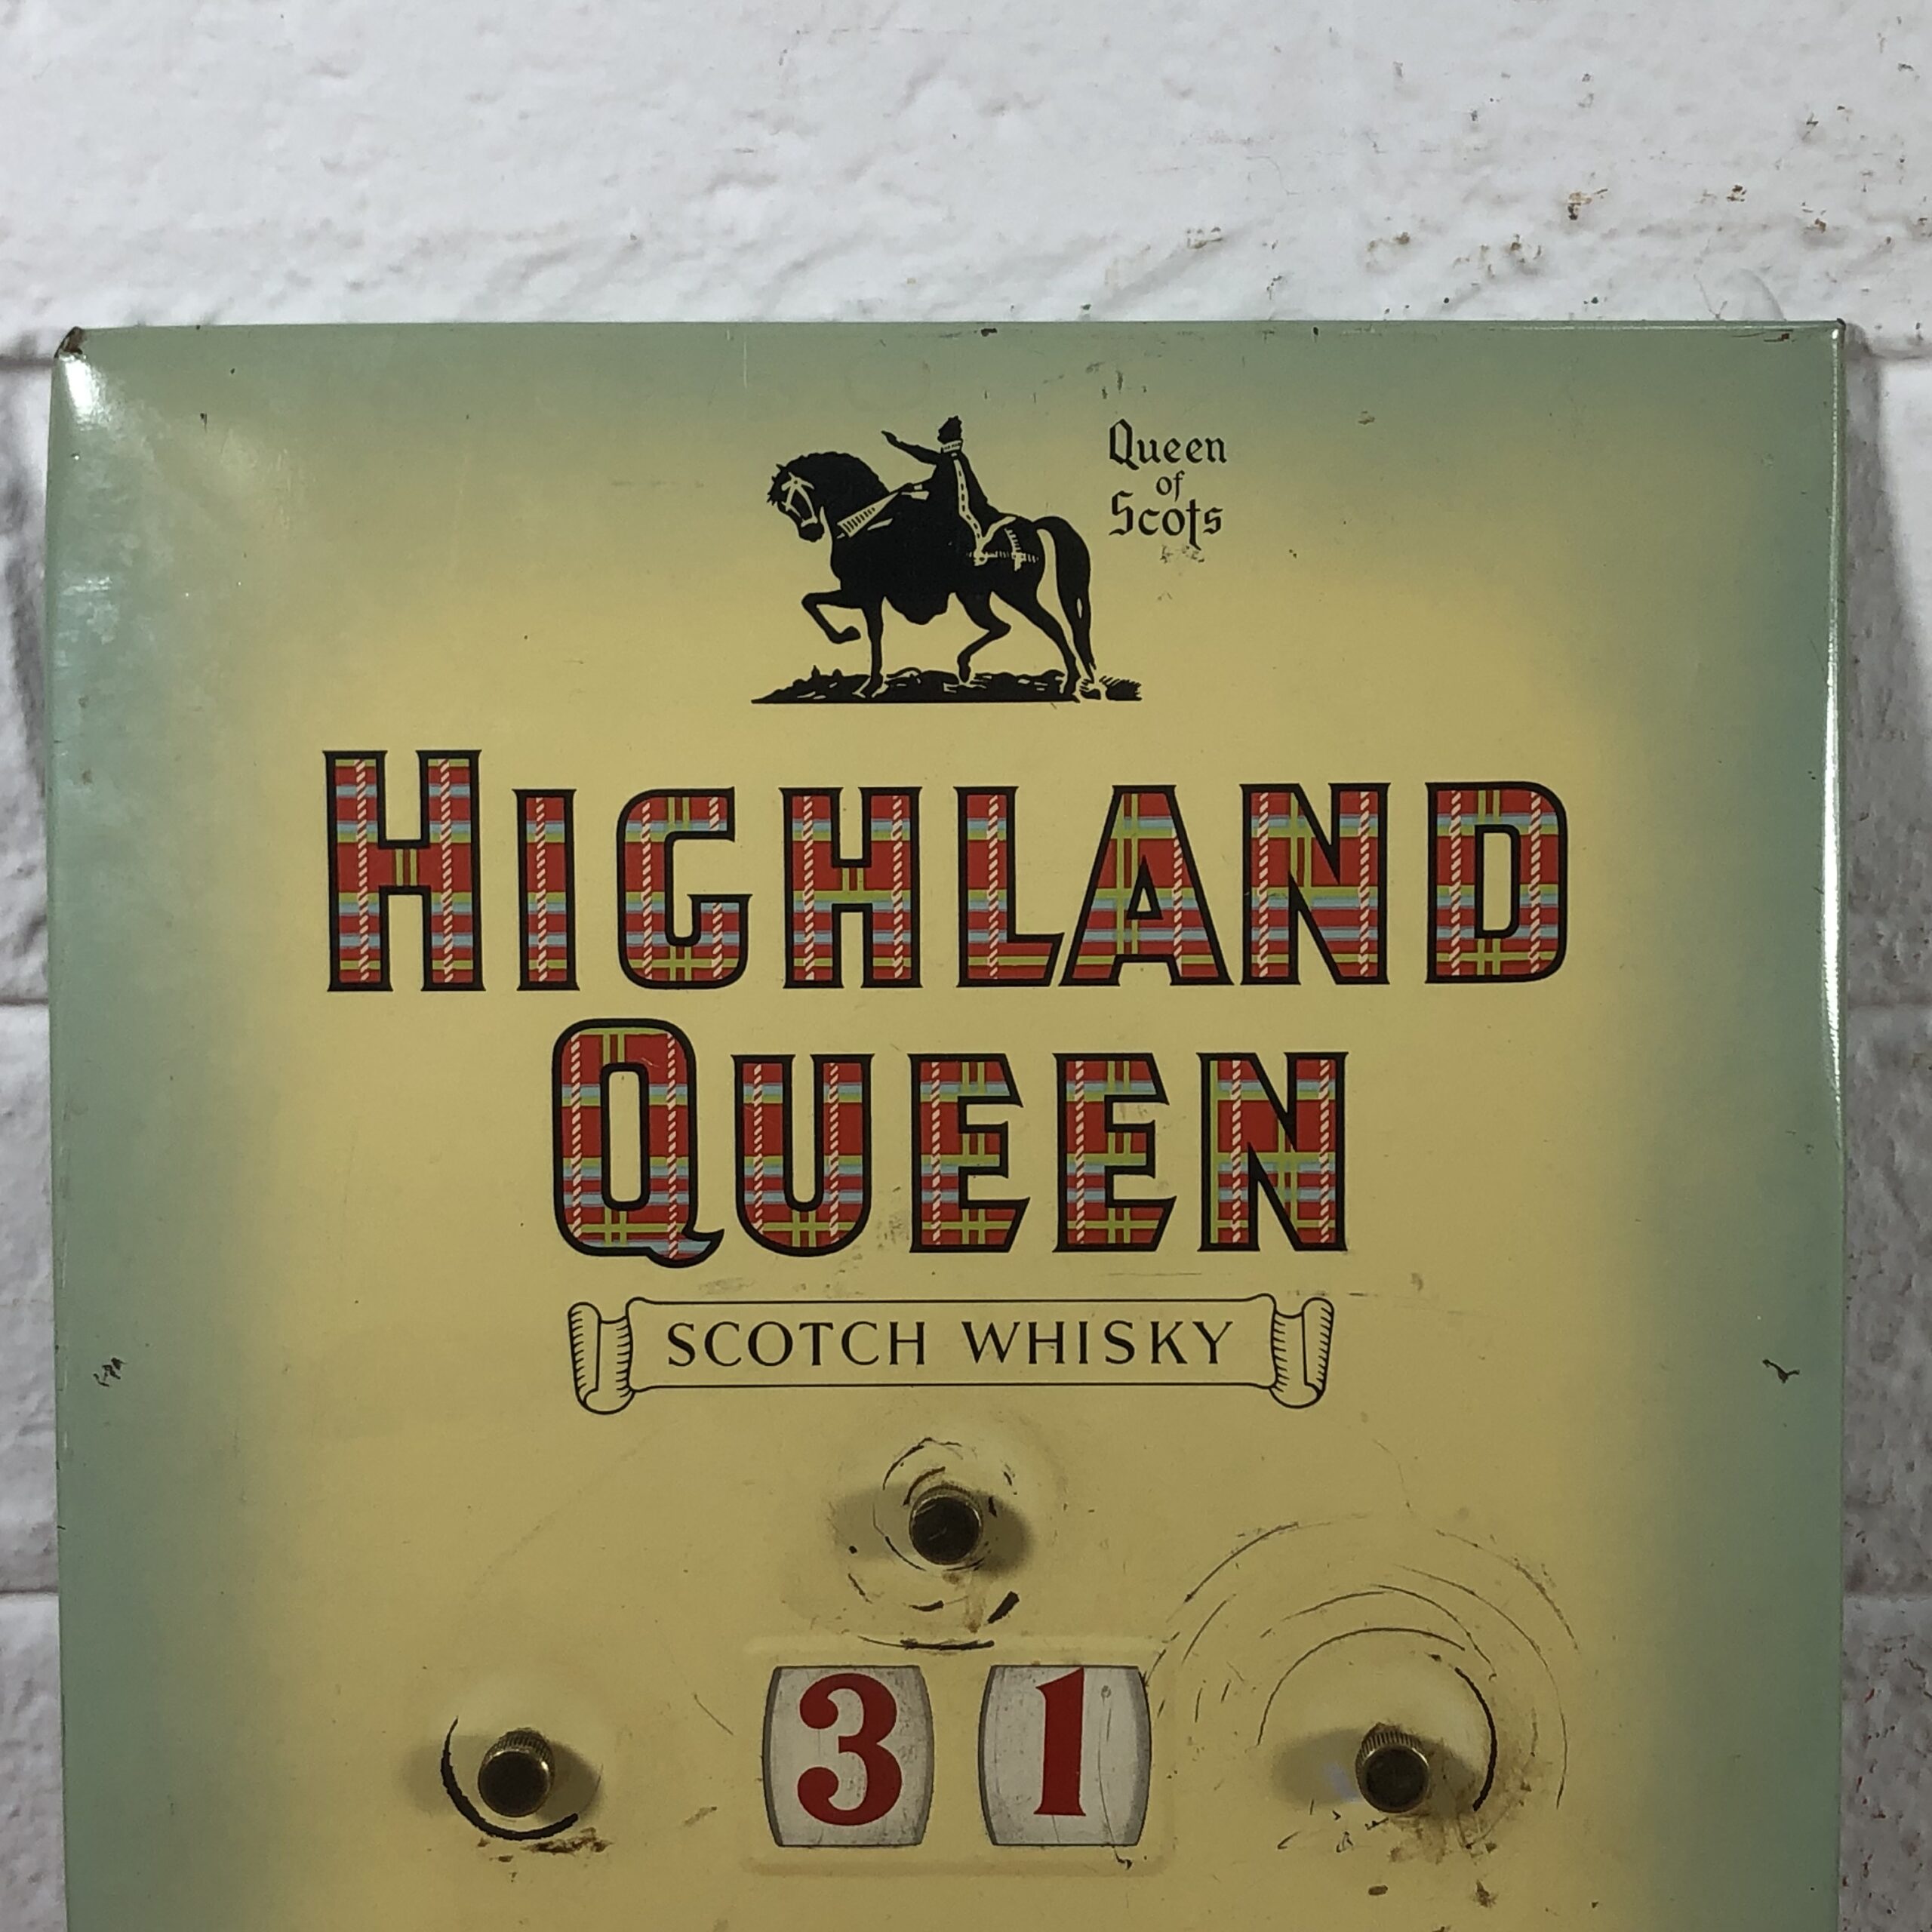 Queen
of
Scots
HIGHLAND
QUEEN
SCOTCH WHISKY
31